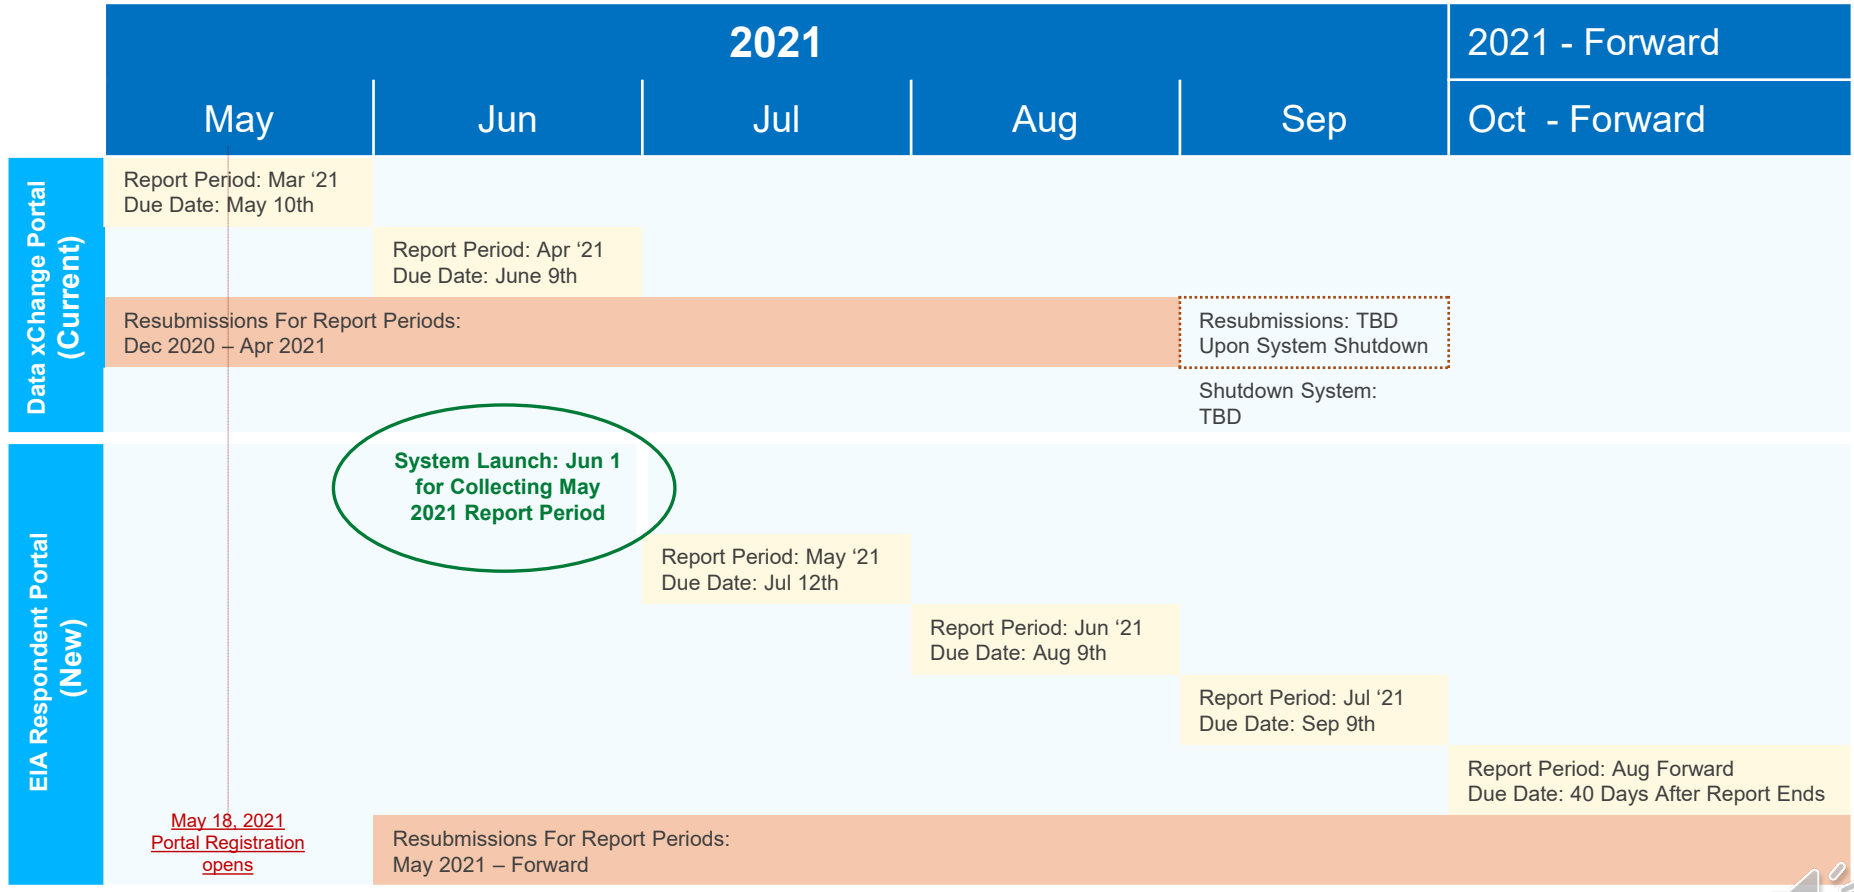 2021
2021 - Forward
May
Jun
Jul
Aug
Sep
Oct  - Forward
Data xChange Portal
(Current)
Report Period: Mar ‘21
Due Date: May 10th
Report Period: Apr ‘21
Due Date: June 9th
Resubmissions For Report Periods:
Dec 2020 – Apr 2021
Resubmissions: TBD
Upon System Shutdown
Shutdown System:
TBD
EIA Respondent Portal
(New)
System Launch: Jun 1
for Collecting May
2021 Report Period
Report Period: May ‘21
Due Date: Jul 12th
Report Period: Jun ‘21
Due Date: Aug 9th
Report Period: Jul ‘21
Due Date: Sep 9th
Report Period: Aug Forward
Due Date: 40 Days After Report Ends
May 18, 2021
Portal Registration
opens
Resubmissions For Report Periods:
May 2021 – Forward